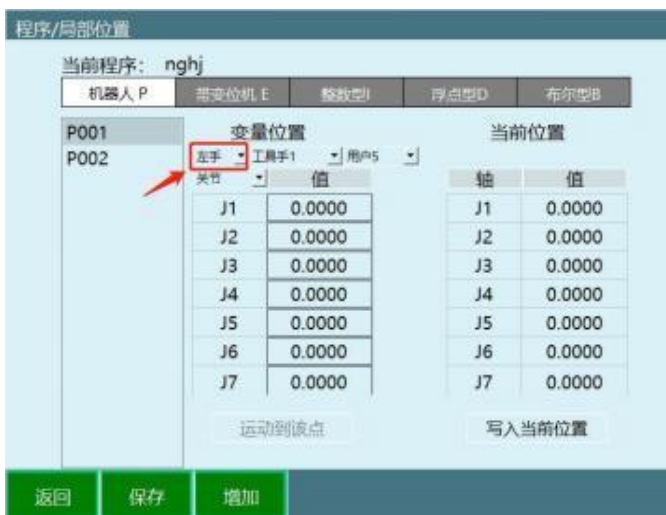 程序/局部位置
当前程序： nghj
机器人 P 带变位机 E 整数型I 浮点型D 布尔型B
P001
P002
变量位置 当前位置
左手 工具手1 用户5
关节 值 轴 值
J1 0.0000 J1 0.0000
J2 0.0000 J2 0.0000
J3 0.0000 J3 0.0000
J4 0.0000 J4 0.0000
J5 0.0000 J5 0.0000
J6 0.0000 J6 0.0000
J7 0.0000 J7 0.0000
运动到该点 写入当前位置
返回 保存 增加